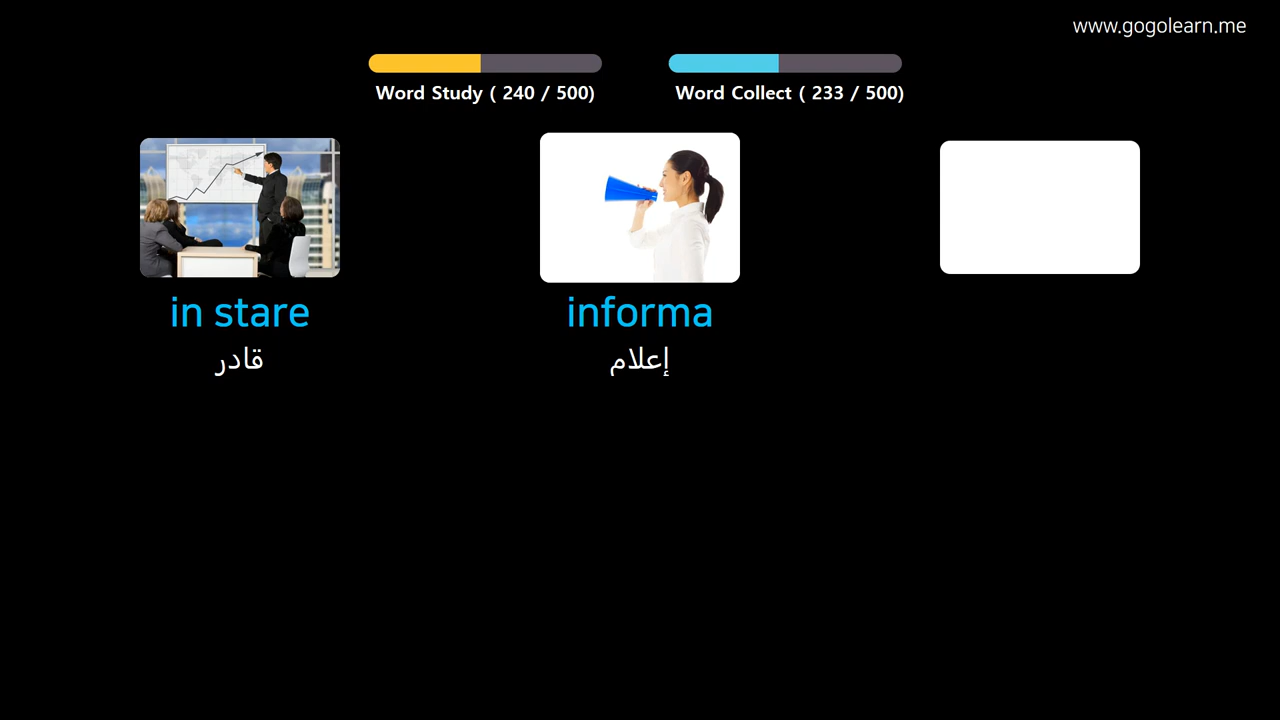 www.gogolearn.me
Word Study ( 240 / 500)
Word Collect ( 233 / 500)
in stare
قادر
informa
إعلام